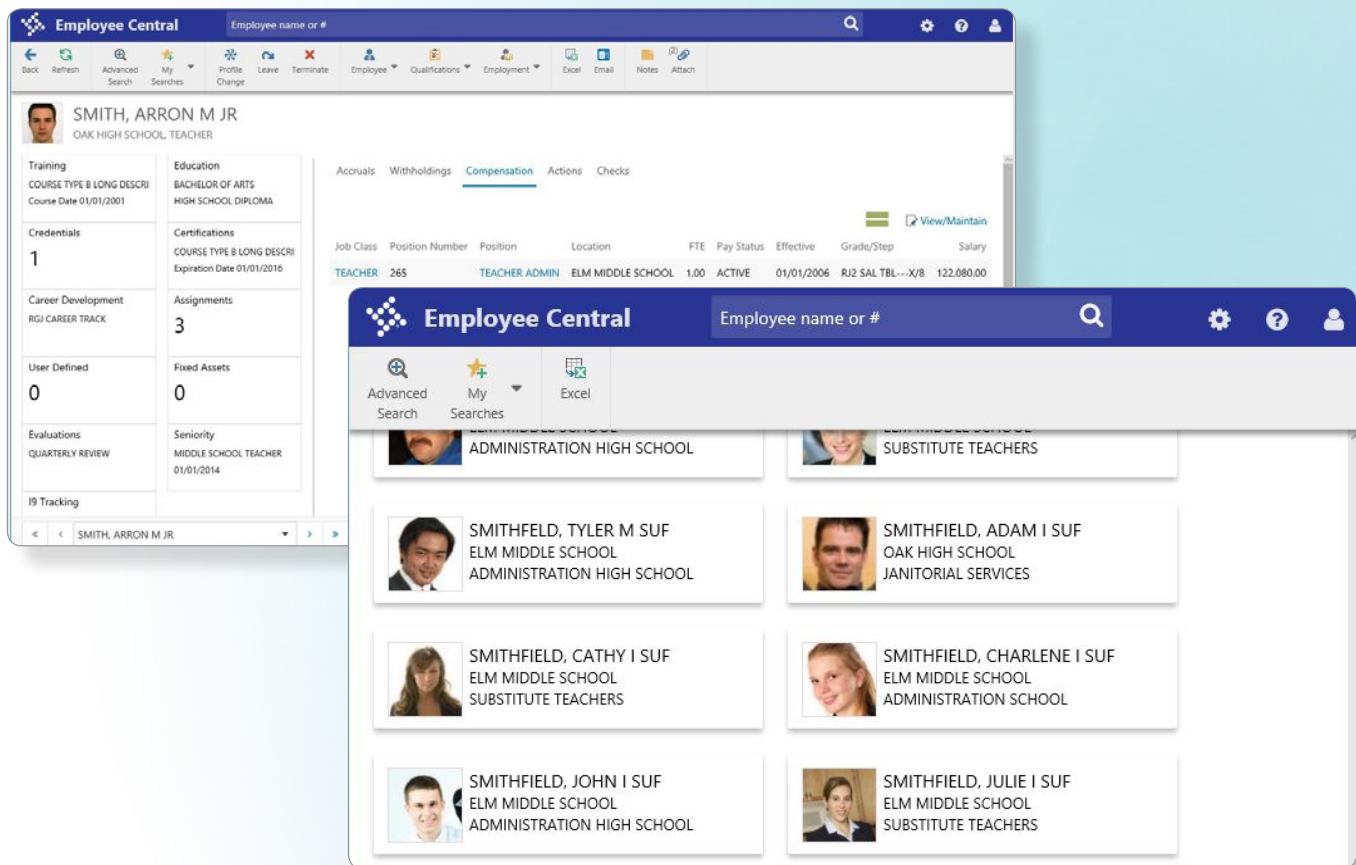 Employee Central
Employee name or #
Back Refresh Advanced Search My Searches Profile Change Leave Terminate Employee Qualifications Employment Excel Email Notes (2) Attach
SMITH, ARRON M JR
OAK HIGH SCHOOL, TEACHER
Training
COURSE TYPE B LONG DESCRI
Course Date 01/01/2001
Education
BACHELOR OF ARTS
HIGH SCHOOL DIPLOMA
Credentials
1
Certifications
COURSE TYPE B LONG DESCRI
Expiration Date 01/01/2016
Career Development
RGJ CAREER TRACK
Assignments
3
User Defined
0
Fixed Assets
0
Evaluations
QUARTERLY REVIEW
Seniority
MIDDLE SCHOOL TEACHER
01/01/2014
I9 Tracking
Accruals Withholdings Compensation Actions Checks
View/Maintain
Job Class Position Number Position Location FTE Pay Status Effective Grade/Step Salary
TEACHER 265 TEACHER ADMIN ELM MIDDLE SCHOOL 1.00 ACTIVE 01/01/2006 RJ2 SAL TBL---X/8 122,080.00
SMITH, ARRON M JR
Employee Central
Employee name or #
Advanced Search
My Searches
Excel
ADMINISTRATION HIGH SCHOOL
SUBSTITUTE TEACHERS
SMITHFELD, TYLER M SUF
ELM MIDDLE SCHOOL
ADMINISTRATION HIGH SCHOOL
SMITHFIELD, ADAM I SUF
OAK HIGH SCHOOL
JANITORIAL SERVICES
SMITHFIELD, CATHY I SUF
ELM MIDDLE SCHOOL
SUBSTITUTE TEACHERS
SMITHFIELD, CHARLENE I SUF
ELM MIDDLE SCHOOL
ADMINISTRATION SCHOOL
SMITHFIELD, JOHN I SUF
ELM MIDDLE SCHOOL
ADMINISTRATION HIGH SCHOOL
SMITHFIELD, JULIE I SUF
ELM MIDDLE SCHOOL
SUBSTITUTE TEACHERS